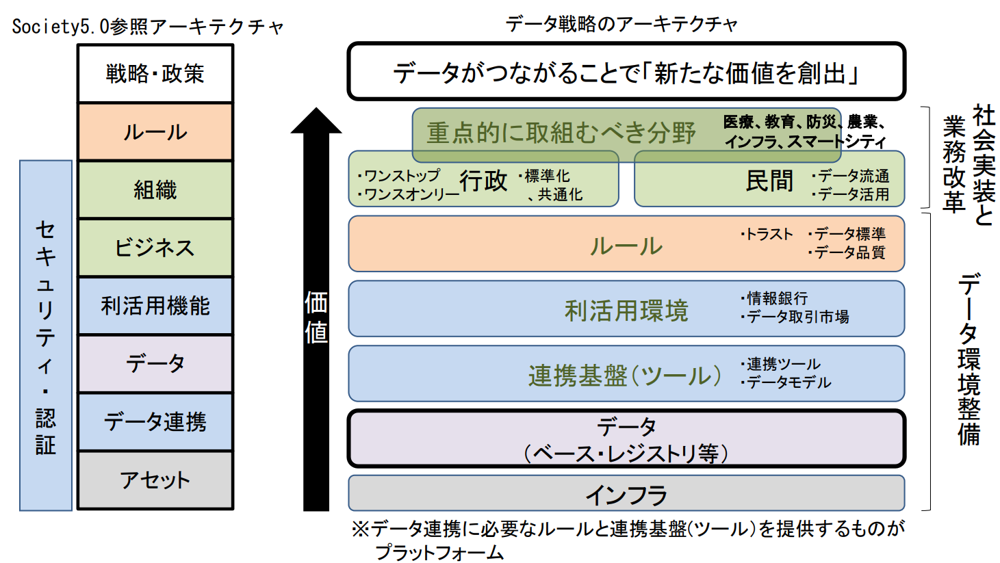 Society5.0参照アーキテクチャ
戦略・政策
ルール
組織
ビジネス
利活用機能
データ
データ連携
アセット
セキュリティ・認証
データ戦略のアーキテクチャ
データがつながることで「新たな価値を創出」
価値
重点的に取組むべき分野
医療、教育、防災、農業、
インフラ、スマートシティ
・ワンストップ
・ワンスオンリー
行政
・標準化
、共通化
民間
・データ流通
・データ活用
ルール
・トラスト
・データ標準
・データ品質
利活用環境
・情報銀行
・データ取引市場
連携基盤(ツール)
・連携ツール
・データモデル
データ
(ベース・レジストリ等)
インフラ
社会実装と
業務改革
データ環境整備
※データ連携に必要なルールと連携基盤(ツール)を提供するものが
プラットフォーム